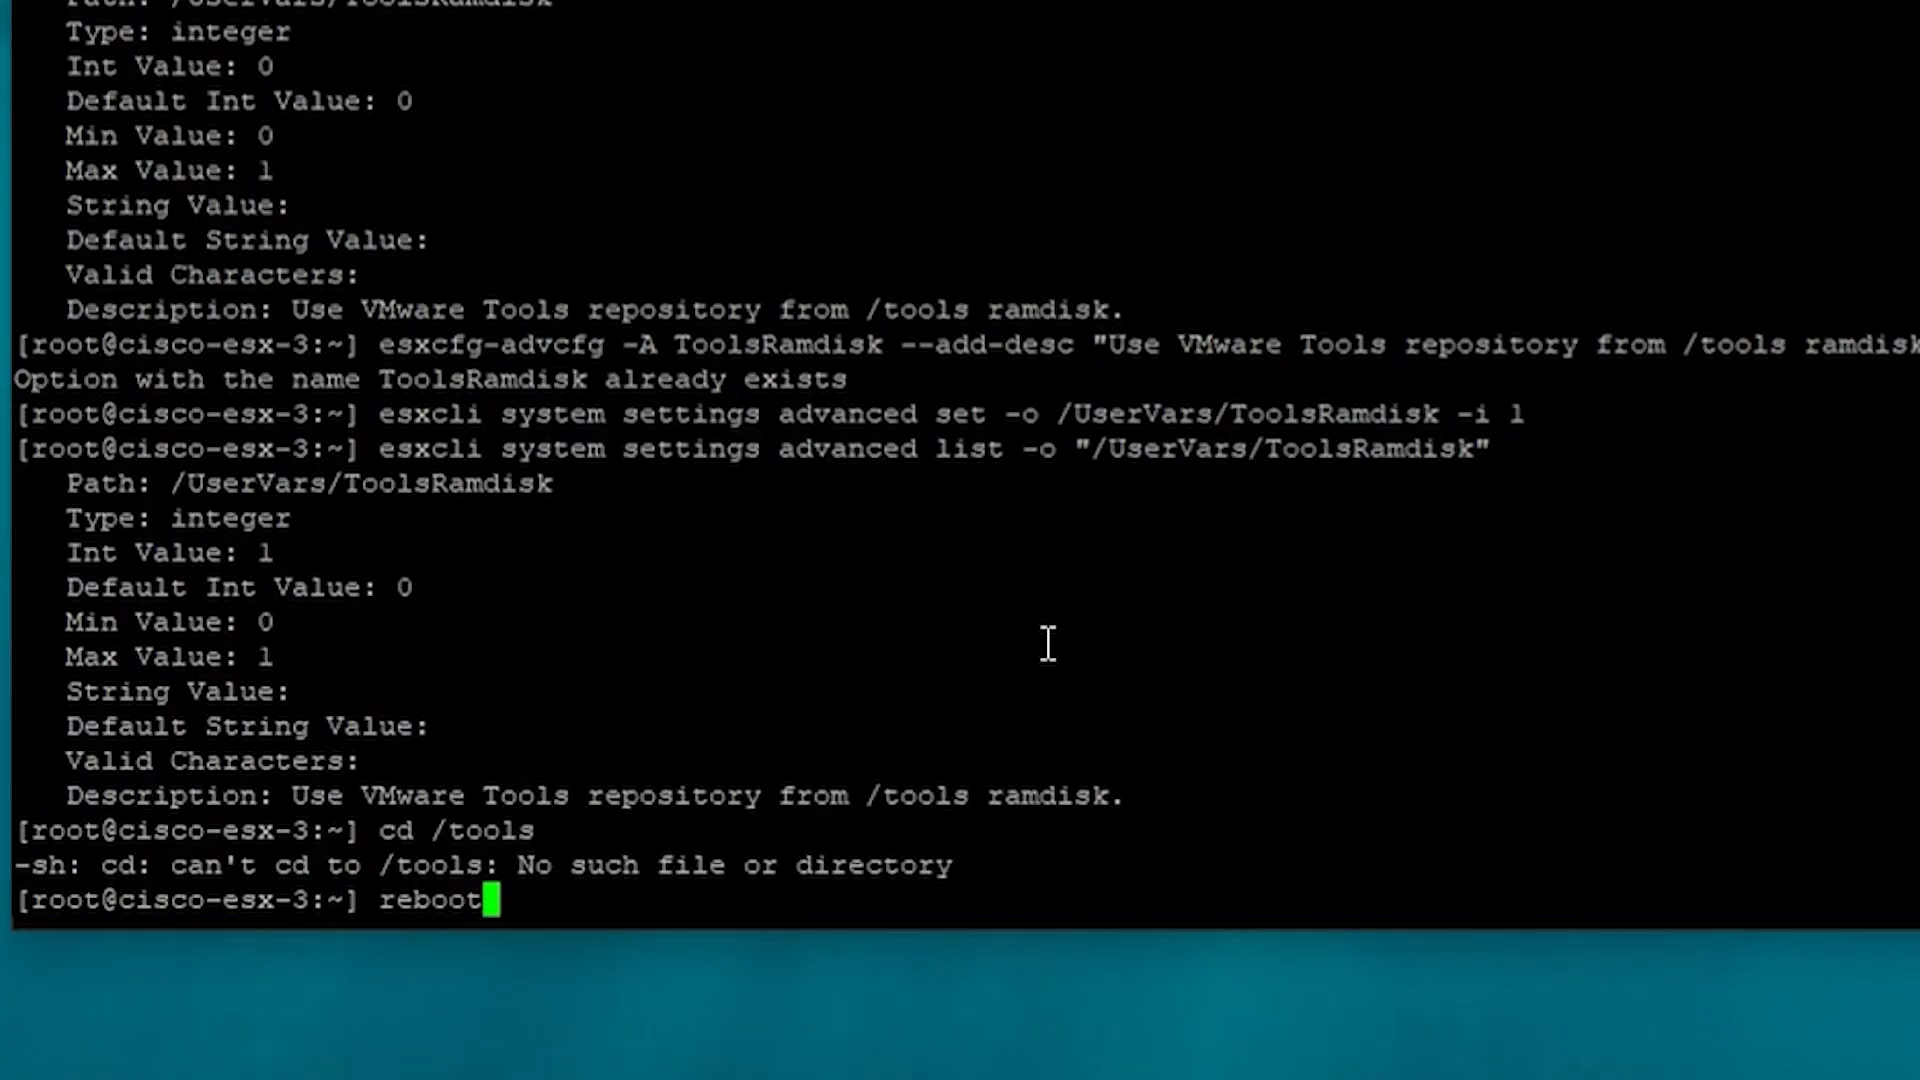 Path: /UserVars/ToolsRamdisk
Type: integer
Int Value: 0
Default Int Value: 0
Min Value: 0
Max Value: 1
String Value:
Default String Value:
Valid Characters:
Description: Use VMware Tools repository from /tools ramdisk.
[root@cisco-esx-3:~] esxcfg-advcfg -A ToolsRamdisk --add-desc "Use VMware Tools repository from /tools ramdisk
Option with the name ToolsRamdisk already exists
[root@cisco-esx-3:~] esxcli system settings advanced set -o /UserVars/ToolsRamdisk -i 1
[root@cisco-esx-3:~] esxcli system settings advanced list -o "/UserVars/ToolsRamdisk"
Path: /UserVars/ToolsRamdisk
Type: integer
Int Value: 1
Default Int Value: 0
Min Value: 0
Max Value: 1
String Value:
Default String Value:
Valid Characters:
Description: Use VMware Tools repository from /tools ramdisk.
[root@cisco-esx-3:~] cd /tools
-sh: cd: can't cd to /tools: No such file or directory
[root@cisco-esx-3:~] reboot